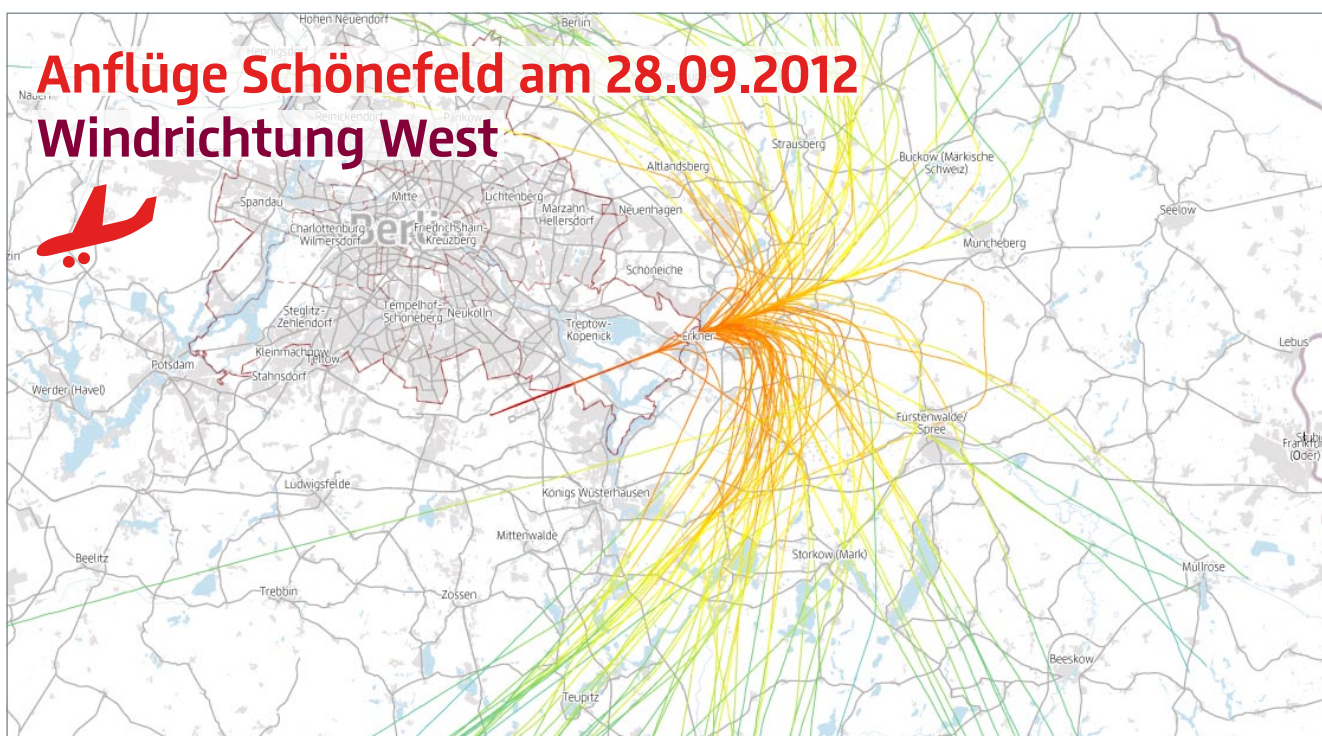 Hohen Neuendorf
Berlin
Anflüge Schönefeld am 28.09.2012
Windrichtung West
Nauen
Reinickendorf
Pankow
Altlandsberg
Strausberg
Buckow (Märkische
Schweiz)
Spandau
Mitte
Lichtenberg
Marzahn-
Hellersdorf
Neuenhagen
Seelow
Charlottenburg
Wilmersdorf
Berlin
Friedrichshain-
Kreuzberg
Müncheberg
Schöneiche
Steglitz-
Zehlendorf
Tempelhof-
Schöneberg
Neukölln
Treptow-
Köpenick
Erkner
Lebus
Kleinmachnow
Teltow
Potsdam
Stahnsdorf
Werder (Havel)
Fürstenwalde/
Spree
Frankfurt
(Oder)
Ludwigsfelde
Königs Wusterhausen
Mittenwalde
Storkow (Mark)
Beelitz
Müllrose
Trebbin
Zossen
Beeskow
Teupitz